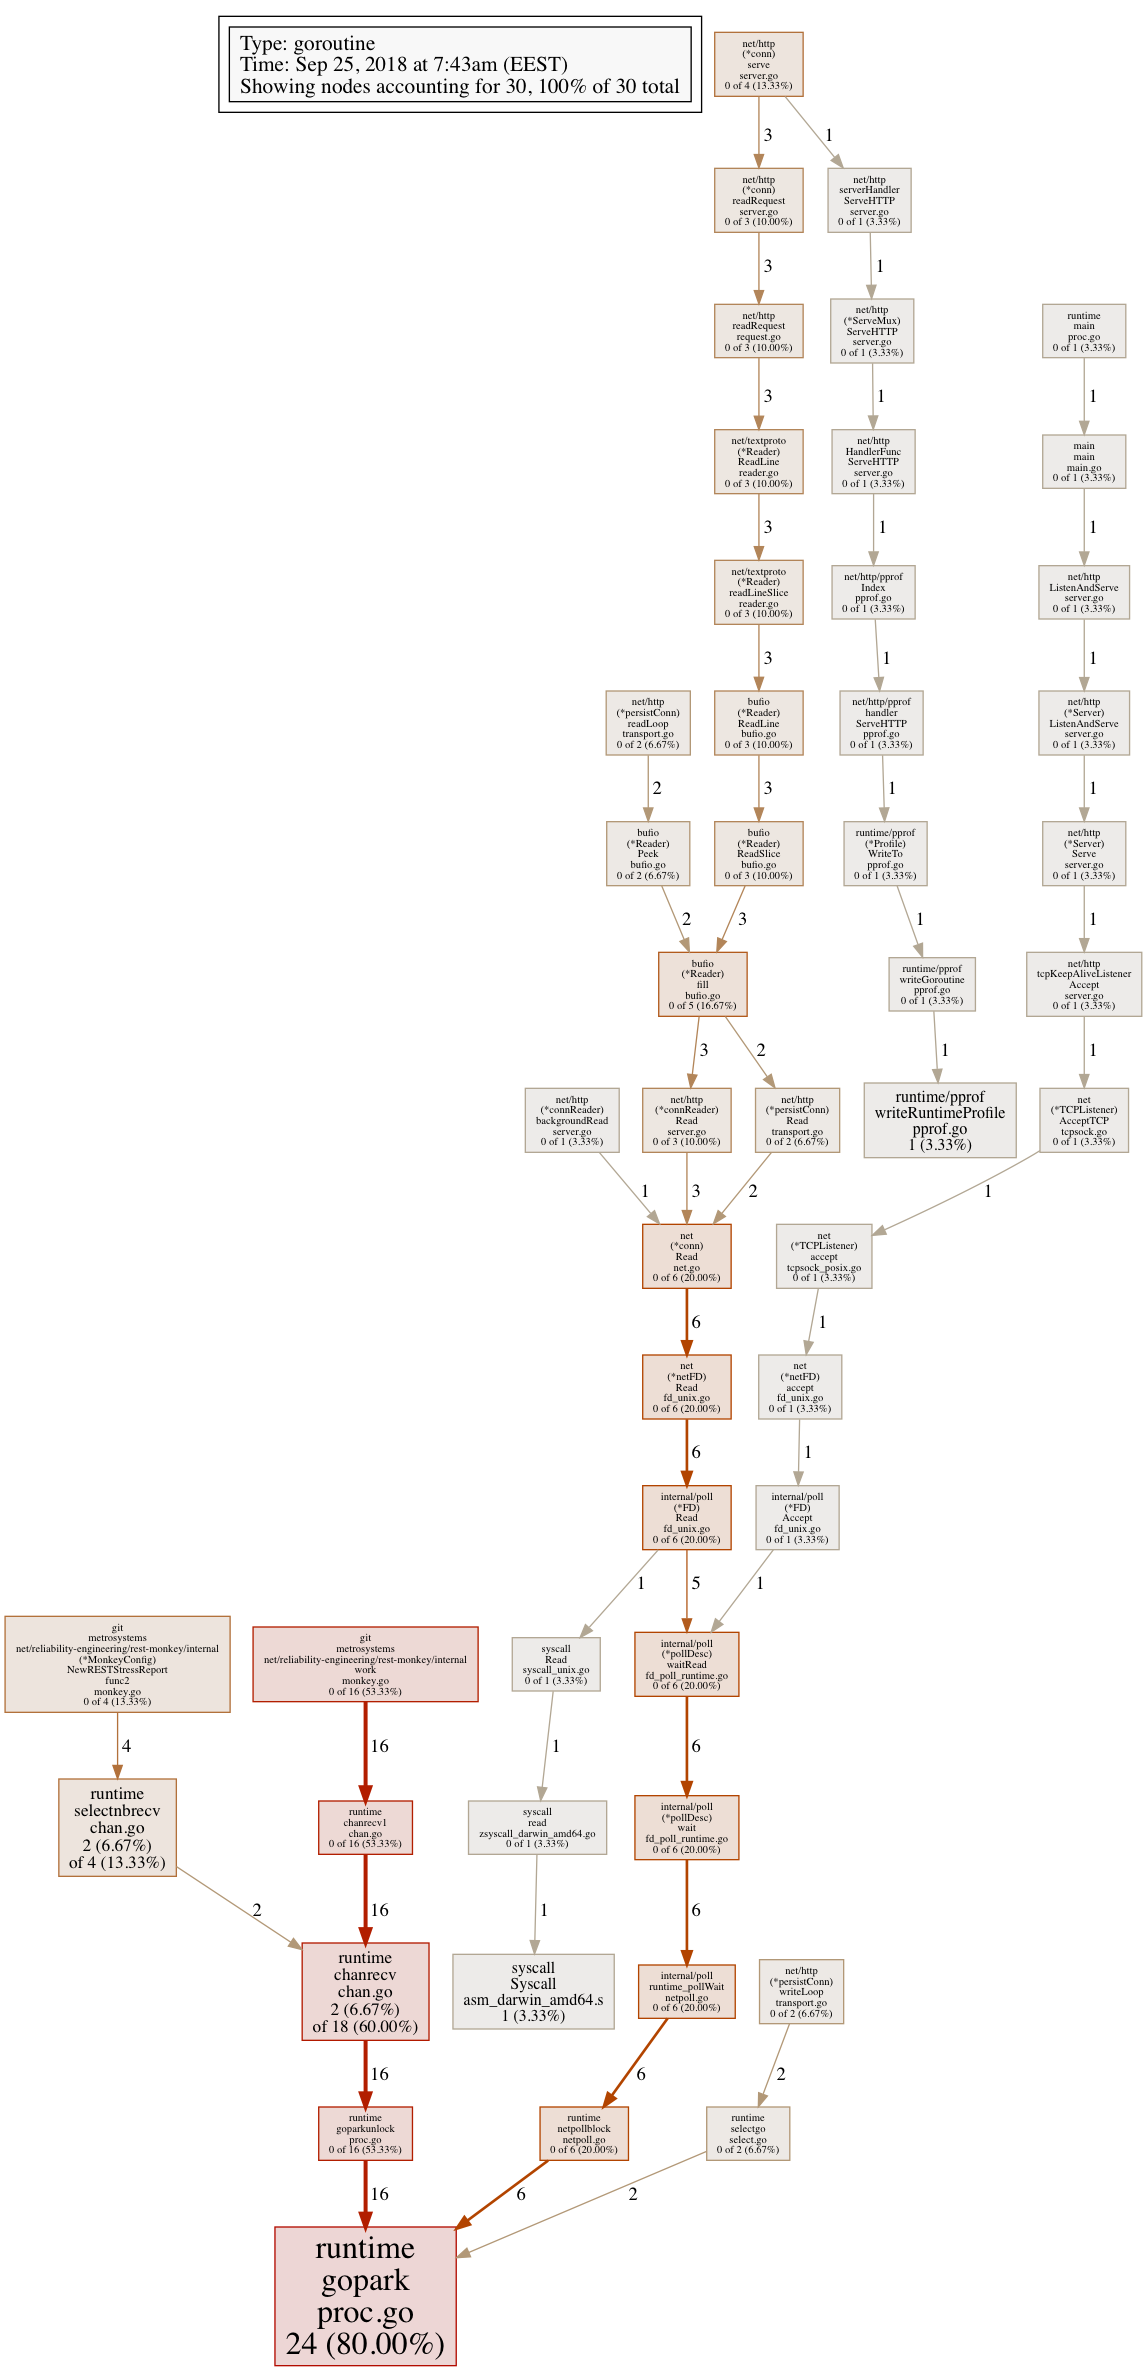 Type: goroutine
Time: Sep 25, 2018 at 7:43am (EEST)
Showing nodes accounting for 30, 100% of 30 total
net/http
(*conn)
serve
server.go
0 of 4 (13.33%)
3
1
net/http
(*conn)
readRequest
server.go
0 of 3 (10.00%)
net/http
serverHandler
ServeHTTP
server.go
0 of 1 (3.33%)
3
1
net/http
readRequest
request.go
0 of 3 (10.00%)
net/http
(*ServeMux)
ServeHTTP
server.go
0 of 1 (3.33%)
runtime
main
proc.go
0 of 1 (3.33%)
3
1
1
net/textproto
(*Reader)
ReadLine
reader.go
0 of 3 (10.00%)
net/http
HandlerFunc
ServeHTTP
server.go
0 of 1 (3.33%)
main
main
main.go
0 of 1 (3.33%)
3
1
1
net/textproto
(*Reader)
readLineSlice
reader.go
0 of 3 (10.00%)
net/http/pprof
Index
pprof.go
0 of 1 (3.33%)
net/http
ListenAndServe
server.go
0 of 1 (3.33%)
3
1
1
net/http
(*persistConn)
readLoop
transport.go
0 of 2 (6.67%)
bufio
(*Reader)
ReadLine
bufio.go
0 of 3 (10.00%)
net/http/pprof
handler
ServeHTTP
pprof.go
0 of 1 (3.33%)
net/http
(*Server)
ListenAndServe
server.go
0 of 1 (3.33%)
2
3
1
1
bufio
(*Reader)
Peek
bufio.go
0 of 2 (6.67%)
bufio
(*Reader)
ReadSlice
bufio.go
0 of 3 (10.00%)
runtime/pprof
(*Profile)
WriteTo
pprof.go
0 of 1 (3.33%)
net/http
(*Server)
Serve
server.go
0 of 1 (3.33%)
2
3
1
1
bufio
(*Reader)
fill
bufio.go
0 of 5 (16.67%)
runtime/pprof
writeGoroutine
pprof.go
0 of 1 (3.33%)
net/http
tcpKeepAliveListener
Accept
server.go
0 of 1 (3.33%)
3
2
1
1
net/http
(*connReader)
backgroundRead
server.go
0 of 1 (3.33%)
net/http
(*connReader)
Read
server.go
0 of 3 (10.00%)
net/http
(*persistConn)
Read
transport.go
0 of 2 (6.67%)
runtime/pprof
writeRuntimeProfile
pprof.go
1 (3.33%)
net
(*TCPListener)
AcceptTCP
tcpsock.go
0 of 1 (3.33%)
1
3
2
1
net
(*conn)
Read
net.go
0 of 6 (20.00%)
net
(*TCPListener)
accept
tcpsock_posix.go
0 of 1 (3.33%)
6
1
net
(*netFD)
Read
fd_unix.go
0 of 6 (20.00%)
net
(*netFD)
accept
fd_unix.go
0 of 1 (3.33%)
6
1
internal/poll
(*FD)
Read
fd_unix.go
0 of 6 (20.00%)
internal/poll
(*FD)
Accept
fd_unix.go
0 of 1 (3.33%)
1
5
1
git
metrosystems
net/reliability-engineering/rest-monkey/internal
(*MonkeyConfig)
NewRESTStressReport
func2
monkey.go
0 of 4 (13.33%)
git
metrosystems
net/reliability-engineering/rest-monkey/internal
work
monkey.go
0 of 16 (53.33%)
syscall
Read
syscall_unix.go
0 of 1 (3.33%)
internal/poll
(*pollDesc)
waitRead
fd_poll_runtime.go
0 of 6 (20.00%)
4
16
1
6
runtime
selectnbrecv
chan.go
2 (6.67%)
of 4 (13.33%)
runtime
chanrecv1
chan.go
0 of 16 (53.33%)
syscall
read
zsyscall_darwin_amd64.go
0 of 1 (3.33%)
internal/poll
(*pollDesc)
wait
fd_poll_runtime.go
0 of 6 (20.00%)
2
16
1
6
runtime
chanrecv
chan.go
2 (6.67%)
of 18 (60.00%)
syscall
Syscall
asm_darwin_amd64.s
1 (3.33%)
internal/poll
runtime_pollWait
netpoll.go
0 of 6 (20.00%)
net/http
(*persistConn)
writeLoop
transport.go
0 of 2 (6.67%)
16
6
2
runtime
goparkunlock
proc.go
0 of 16 (53.33%)
runtime
netpollblock
netpoll.go
0 of 6 (20.00%)
runtime
selectgo
select.go
0 of 2 (6.67%)
16
6
2
runtime
gopark
proc.go
24 (80.00%)